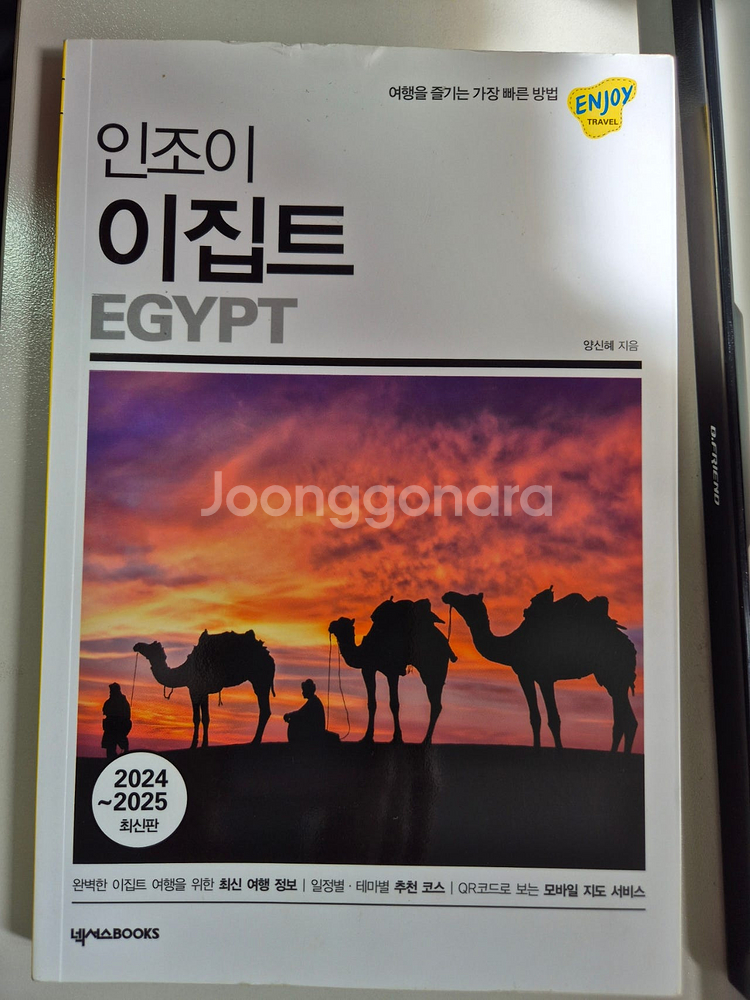 여행을 즐기는 가장 빠른 방법
ENJOY
TRAVEL
인조이
이집트
EGYPT
양신혜 지음
Joonggonara
2024
~2025
최신판
완벽한 이집트 여행을 위한 최신 여행 정보 | 일정별 · 테마별 추천 코스 | QR코드로 보는 모바일 지도 서비스
넥서스BOOKS
B.FRIEND